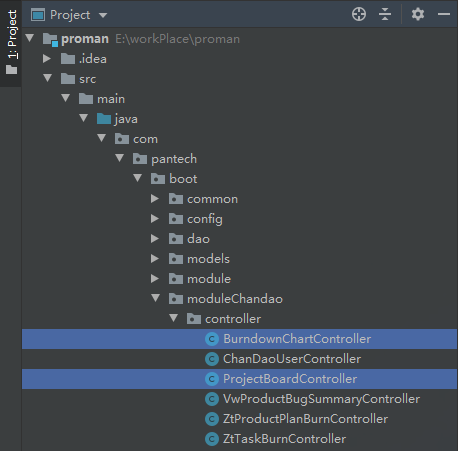 1: Project
Project
proman E:\workPlace\proman
.idea
src
main
java
com
pantech
boot
common
config
dao
models
module
moduleChandao
controller
BurndownChartController
ChanDaoUserController
ProjectBoardController
VwProductBugSummaryController
ZtProductPlanBurnController
ZtTaskBurnController